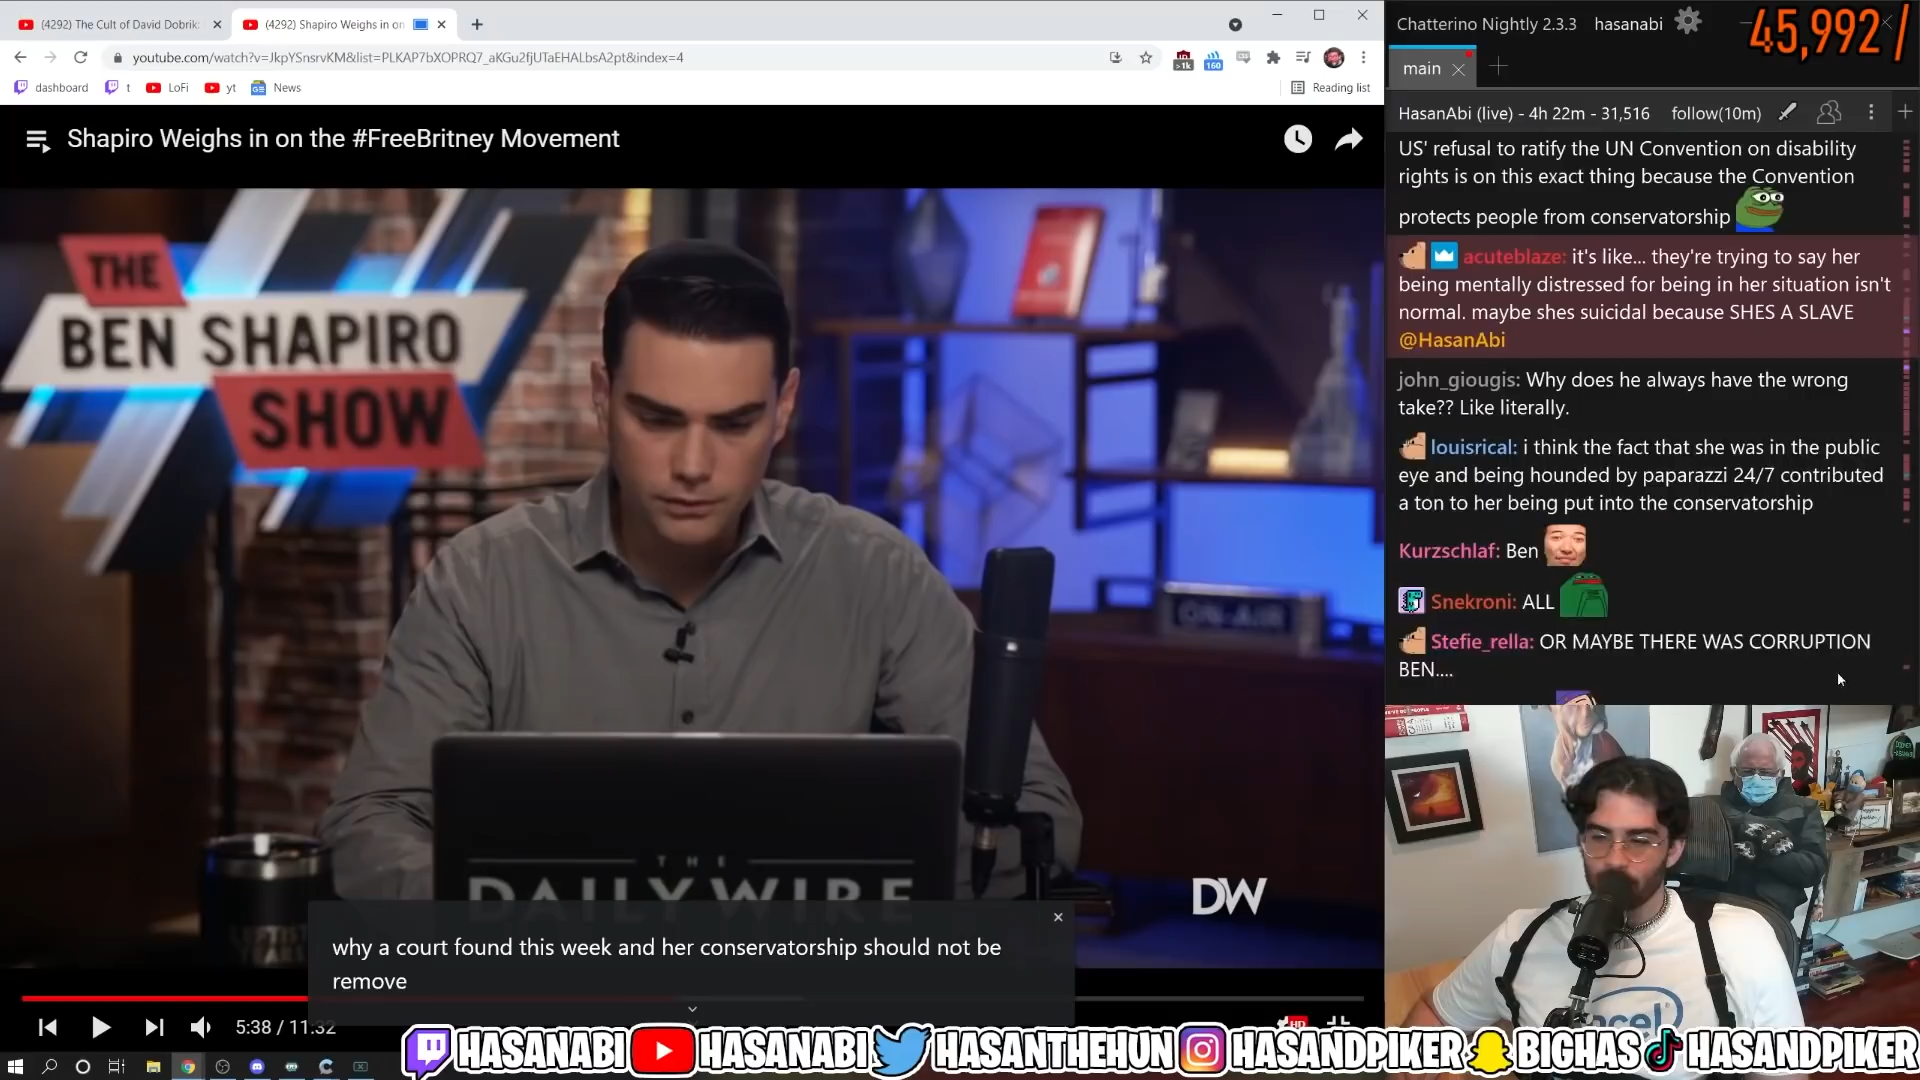 (4292) The Cult of David Dobrik:
(4292) Shapiro Weighs in on
youtube.com/watch?v=JkpYSnsrvKM&list=PLKAP7bXOPRQ7_aKGu2fjUTaEHALbsA2pt&index=4
>1k
160
dashboard
t
LoFi
yt
News
Reading list
Shapiro Weighs in on the #FreeBritney Movement
THE
BEN SHAPIRO
SHOW
ON-AIR
THE
DAILY WIRE
DW
why a court found this week and her conservatorship should not be
remove
5:38 / 11:32
HD
Chatterino Nightly 2.3.3
hasanabi
45,992 /
main
HasanAbi (live) - 4h 22m - 31,516
follow(10m)
US' refusal to ratify the UN Convention on disability
rights is on this exact thing because the Convention
protects people from conservatorship
acuteblaze: it's like... they're trying to say her
being mentally distressed for being in her situation isn't
normal. maybe shes suicidal because SHES A SLAVE
@HasanAbi
john_giougis: Why does he always have the wrong
take?? Like literally.
louisrical: i think the fact that she was in the public
eye and being hounded by paparazzi 24/7 contributed
a ton to her being put into the conservatorship
Kurzschlaf: Ben
Snekroni: ALL
Stefie_rella: OR MAYBE THERE WAS CORRUPTION
BEN....
HASANABI
HASANABI
HASANTHEHUN
HASANDPIKER
BIGHAS
HASANDPIKER